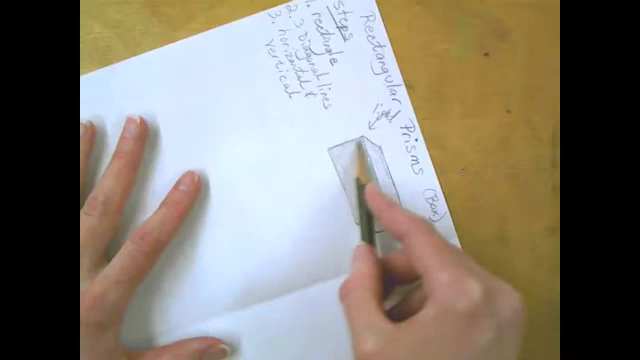 Rectangular Prisms (Box)
steps
1. rectangle
2. 3 Diagonal lines
3. horizontal &
vertical